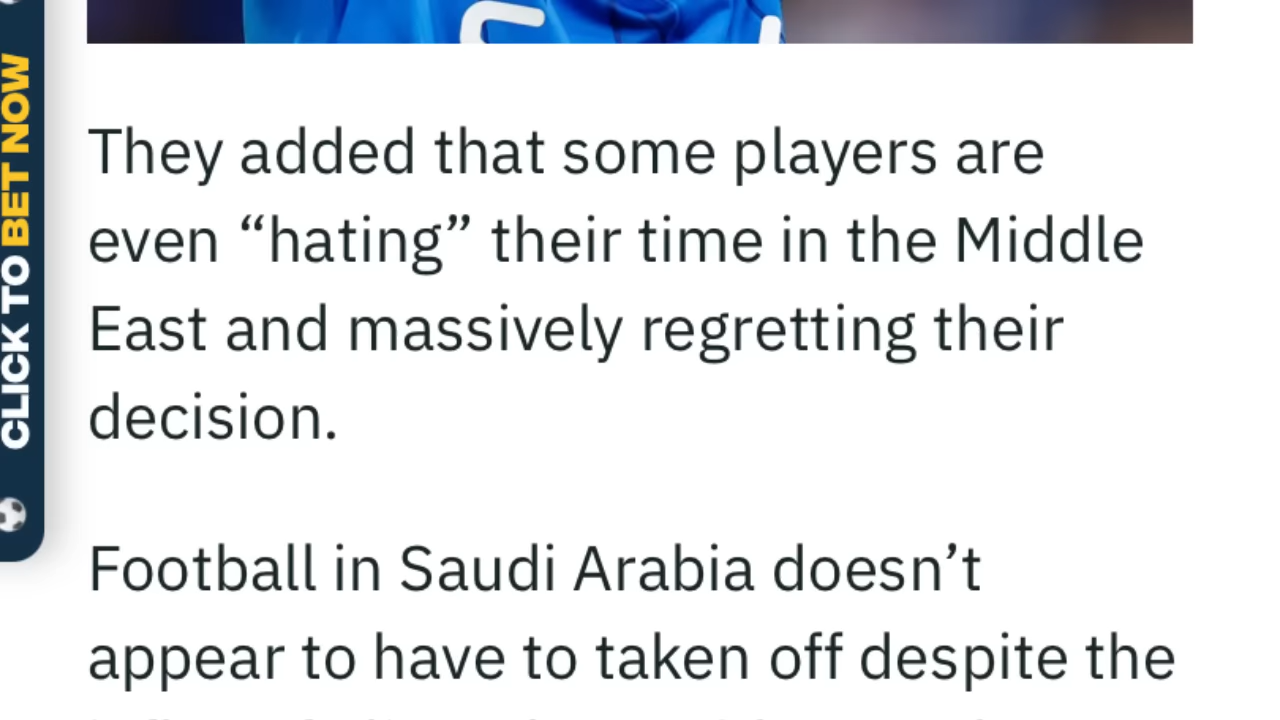 CLICK TO BET NOW
They added that some players are
even “hating” their time in the Middle
East and massively regretting their
decision.
Football in Saudi Arabia doesn’t
appear to have to taken off despite the